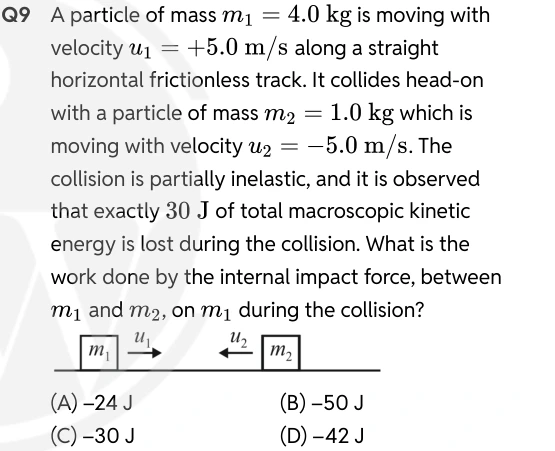 Q9 A particle of mass m₁ = 4.0 kg is moving with
velocity u₁ = +5.0 m/s along a straight
horizontal frictionless track. It collides head-on
with a particle of mass m₂ = 1.0 kg which is
moving with velocity u₂ = −5.0 m/s. The
collision is partially inelastic, and it is observed
that exactly 30 J of total macroscopic kinetic
energy is lost during the collision. What is the
work done by the internal impact force, between
m₁ and m₂, on m₁ during the collision?
m₁ u₁ u₂ m₂
(A) –24 J (B) –50 J
(C) –30 J (D) –42 J